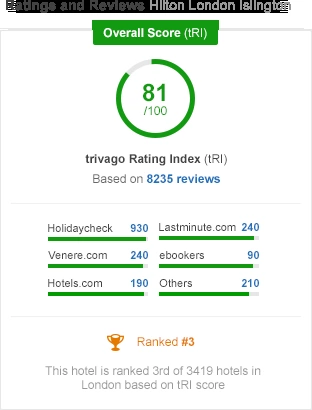 Ratings and Reviews Hilton London Islington
Overall Score (tRI)
81
/100
trivago Rating Index (tRI)
Based on 8235 reviews
Holidaycheck 930
Lastminute.com 240
Venere.com 240
ebookers 90
Hotels.com 190
Others 210
Ranked #3
This hotel is ranked 3rd of 3419 hotels in
London based on tRI score